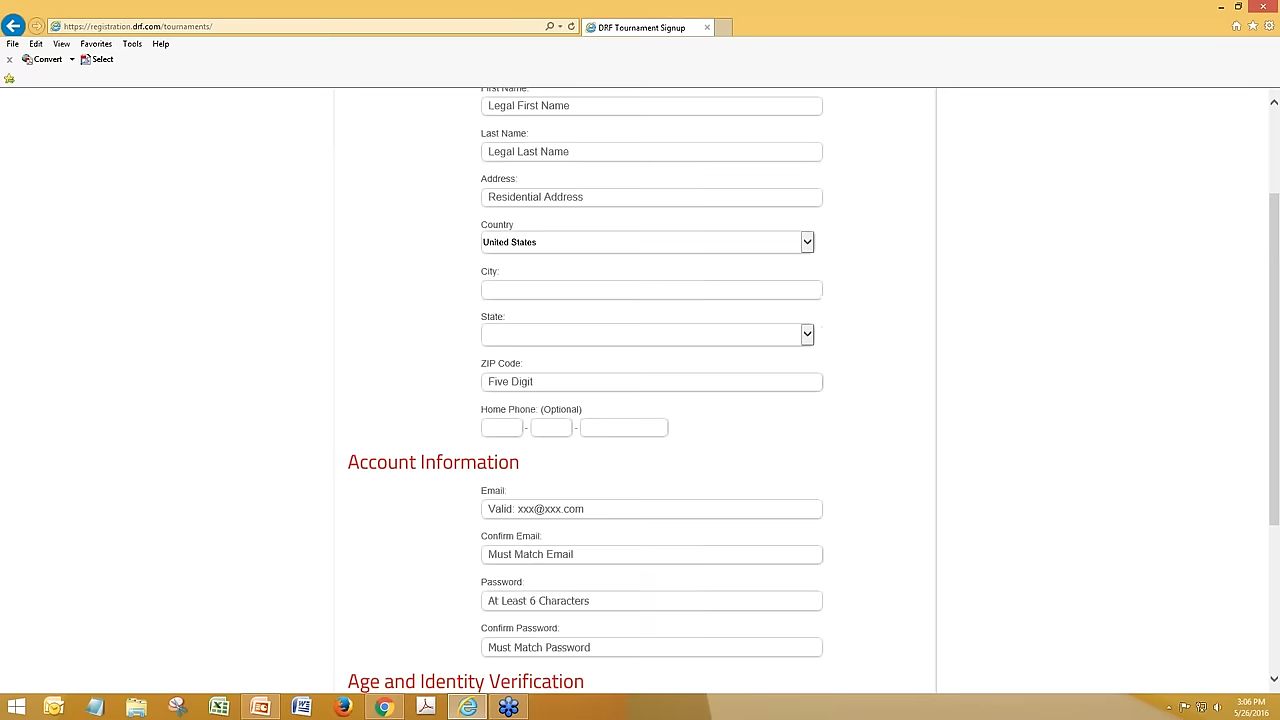 https://registration.drf.com/tournaments/
DRF Tournament Signup
File Edit View Favorites Tools Help
x Convert Select
First Name:
Legal First Name
Last Name:
Legal Last Name
Address:
Residential Address
Country
United States
City:
State:
ZIP Code:
Five Digit
Home Phone: (Optional)
- -
Account Information
Email:
Valid: xxx@xxx.com
Confirm Email:
Must Match Email
Password:
At Least 6 Characters
Confirm Password:
Must Match Password
Age and Identity Verification
3:06 PM
5/26/2016